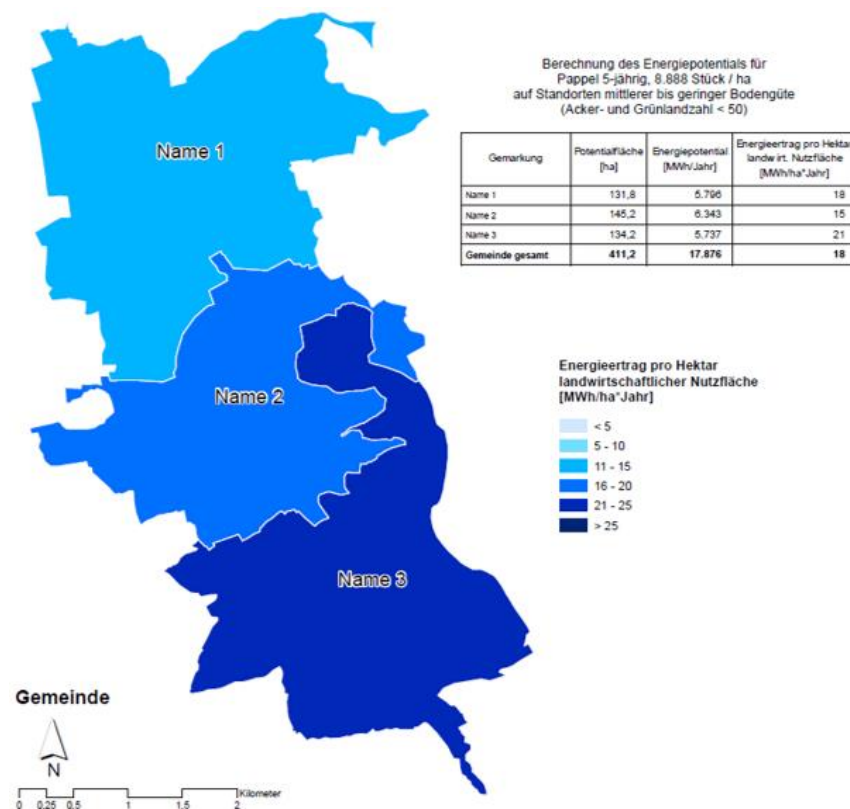 Berechnung des Energiepotentials für
Pappel 5-jährig, 8.888 Stück / ha
auf Standorten mittlerer bis geringer Bodengüte
(Acker- und Grünlandzahl < 50)
Gemarkung Potentialfläche [ha] Energiepotential [MWh/Jahr] Energieertrag pro Hektar landwirt. Nutzfläche [MWh/ha*Jahr]
Name 1 131,8 5.796 18
Name 2 145,2 6.343 15
Name 3 134,2 5.737 21
Gemeinde gesamt 411,2 17.876 18
Name 1
Name 2
Name 3
Energieertrag pro Hektar
landwirtschaftlicher Nutzfläche
[MWh/ha*Jahr]
< 5
5 - 10
11 - 15
16 - 20
21 - 25
> 25
Gemeinde
N
Kilometer
0 0.25 0.5 1 1.5 2